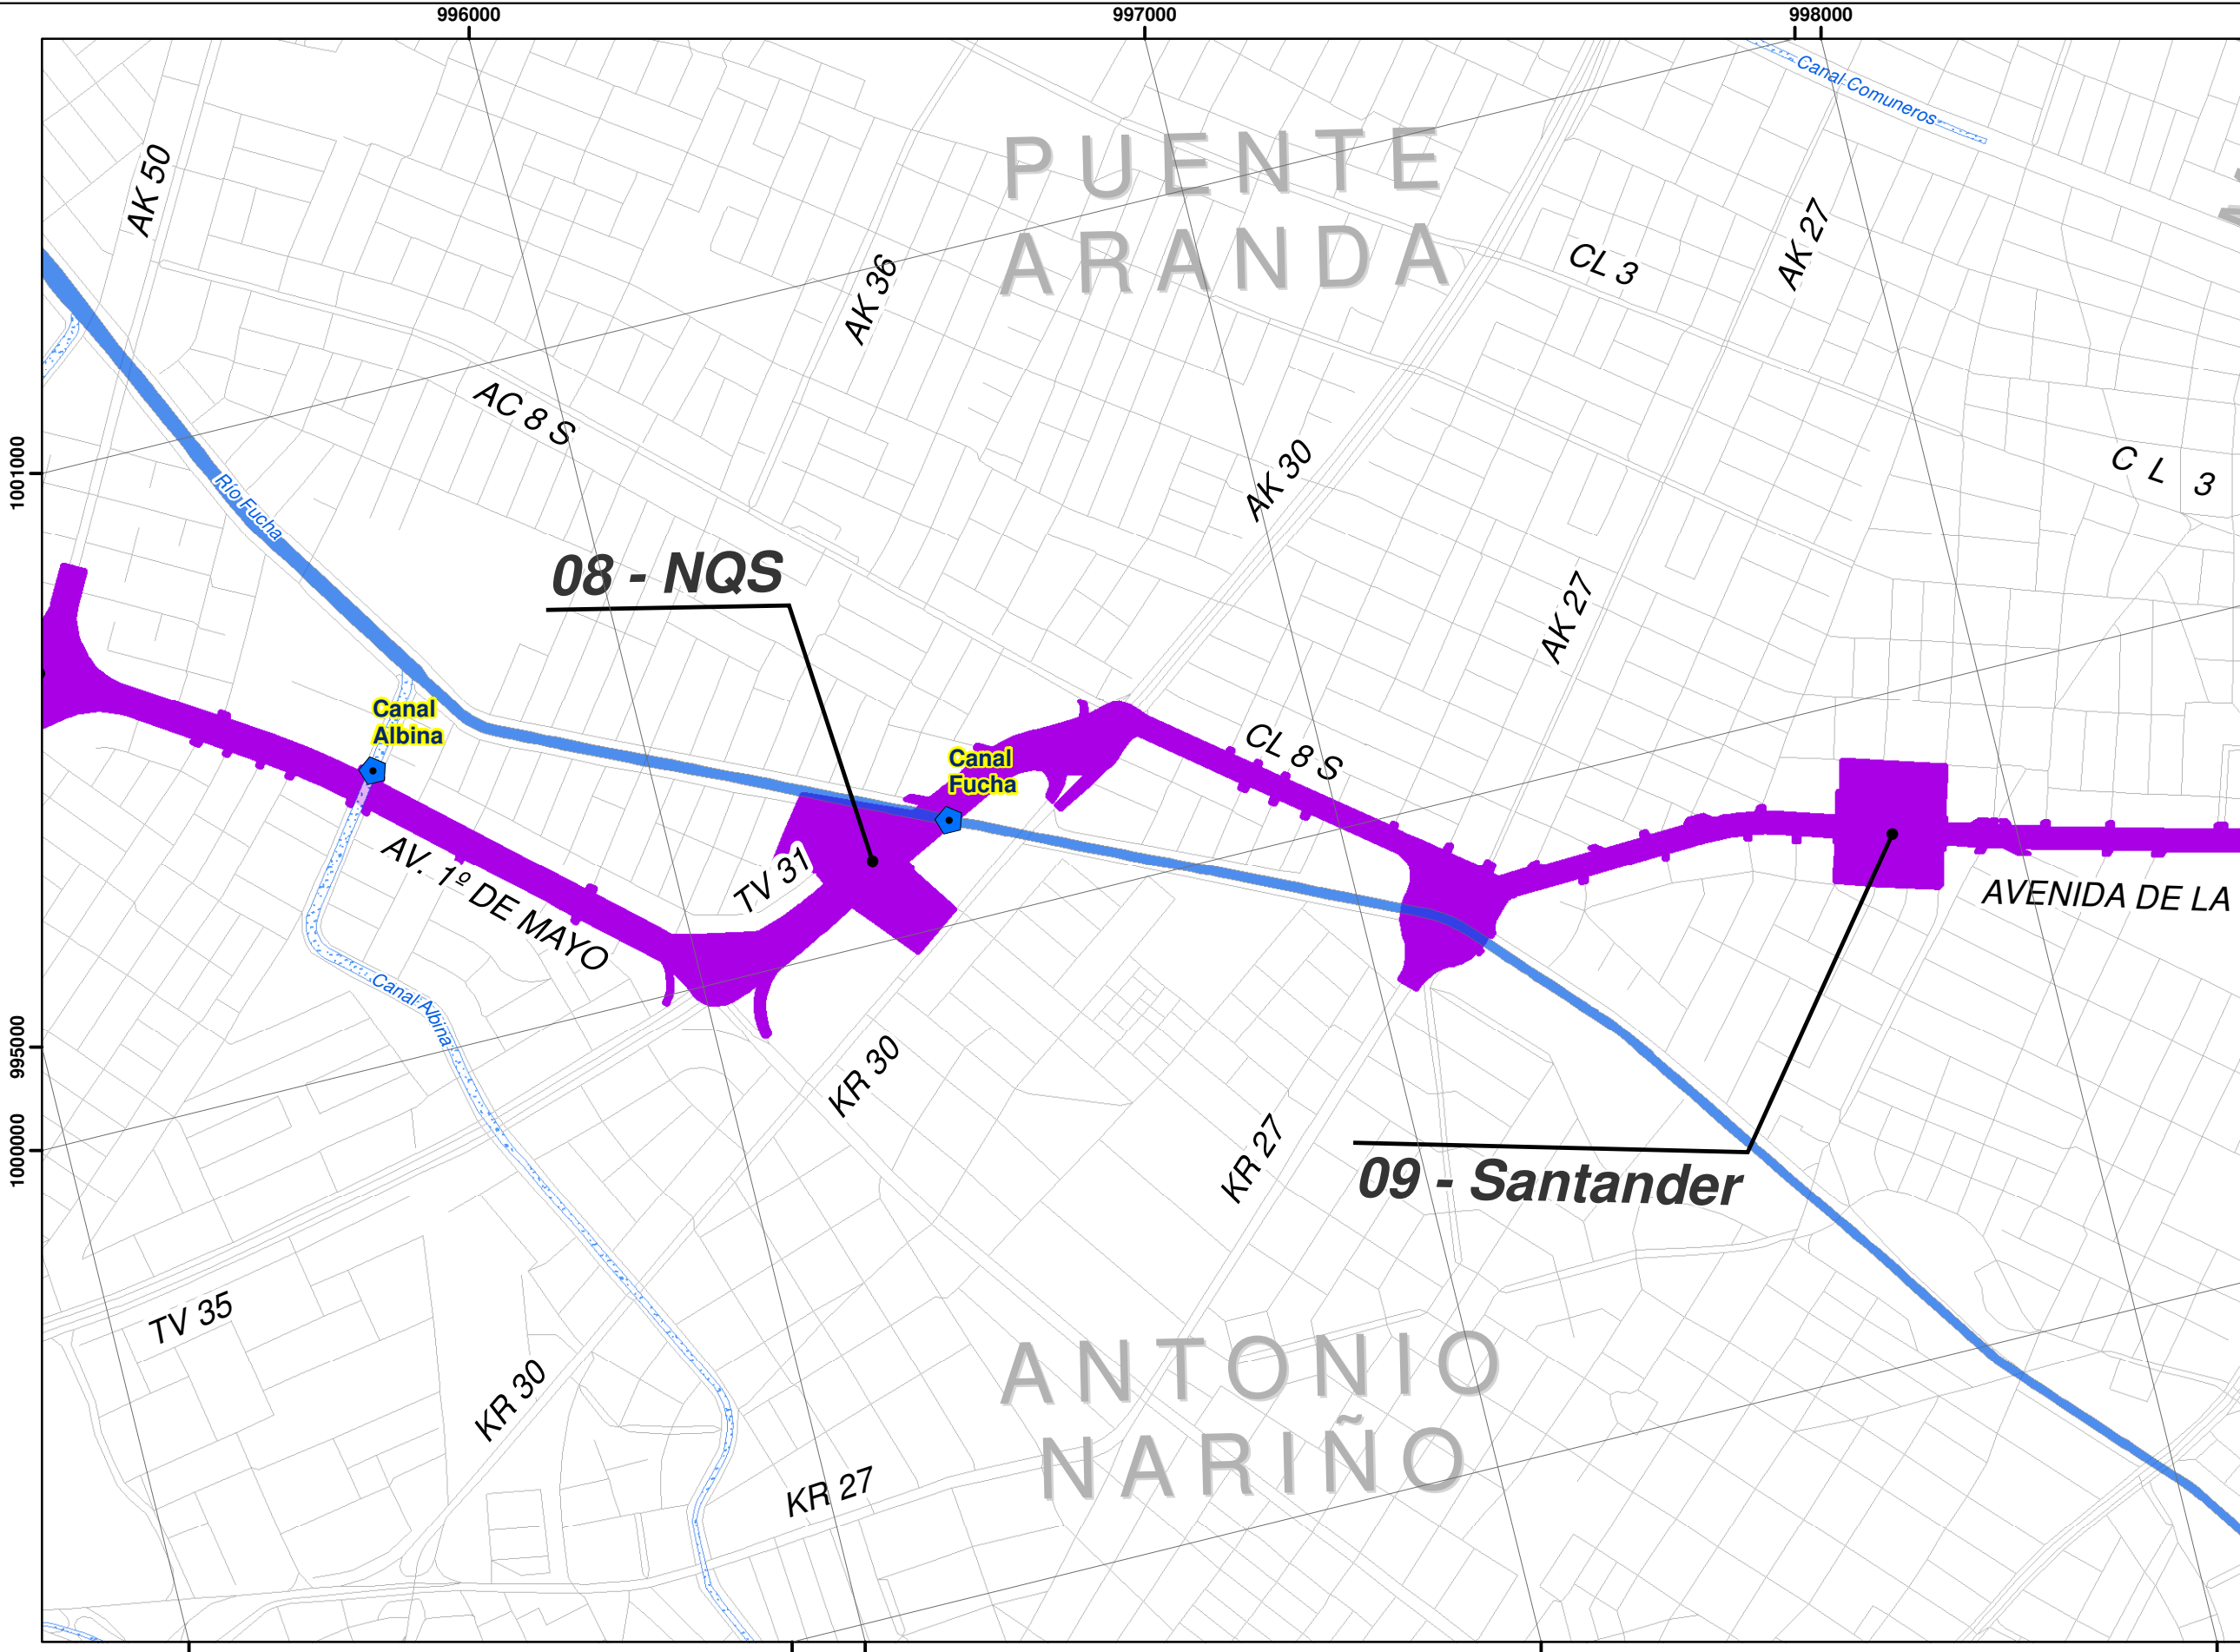 996000
997000
998000
Canal Comuneros
PUENTE
ARANDA
AK 50
AK 36
AK 27
CL 3
AC 8 S
AK 30
CL 3
1001000
Río Fucha
08 - NQS
AK 27
Canal
Albina
CL 8 S
Canal
Fucha
TV 31
AV. 1º DE MAYO
AVENIDA DE LA
Canal Albina
995000
KR 30
1000000
KR 27
09 - Santander
TV 35
ANTONIO
NARIÑO
KR 30
KR 27